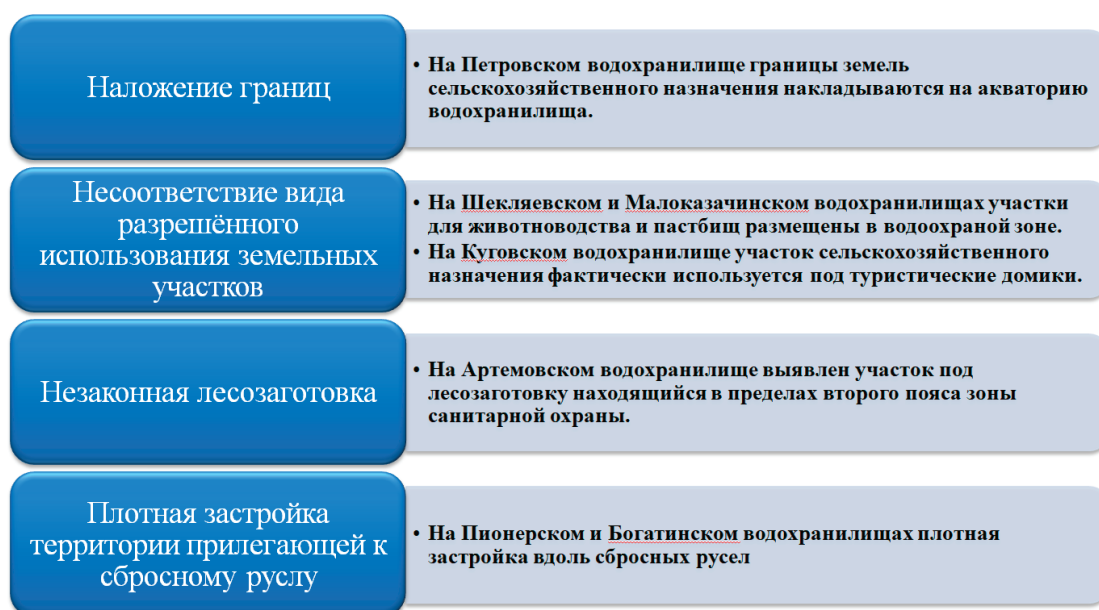 Наложение границ
• На Петровском водохранилище границы земель
сельскохозяйственного назначения накладываются на акваторию
водохранилища.
Несоответствие вида
разрешённого
использования земельных
участков
• На Шекляевском и Малоказачинском водохранилищах участки
для животноводства и пастбищ размещены в водоохраной зоне.
• На Куговском водохранилище участок сельскохозяйственного
назначения фактически используется под туристические домики.
Незаконная лесозаготовка
• На Артемовском водохранилище выявлен участок под
лесозаготовку находящийся в пределах второго пояса зоны
санитарной охраны.
Плотная застройка
территории прилегающей к
сбросному руслу
• На Пионерском и Богатинском водохранилищах плотная
застройка вдоль сбросных русел